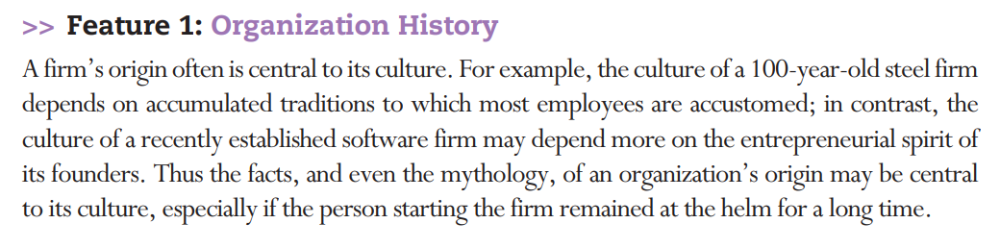 >> Feature 1: Organization History
A firm’s origin often is central to its culture. For example, the culture of a 100-year-old steel firm
depends on accumulated traditions to which most employees are accustomed; in contrast, the
culture of a recently established software firm may depend more on the entrepreneurial spirit of
its founders. Thus the facts, and even the mythology, of an organization’s origin may be central
to its culture, especially if the person starting the firm remained at the helm for a long time.